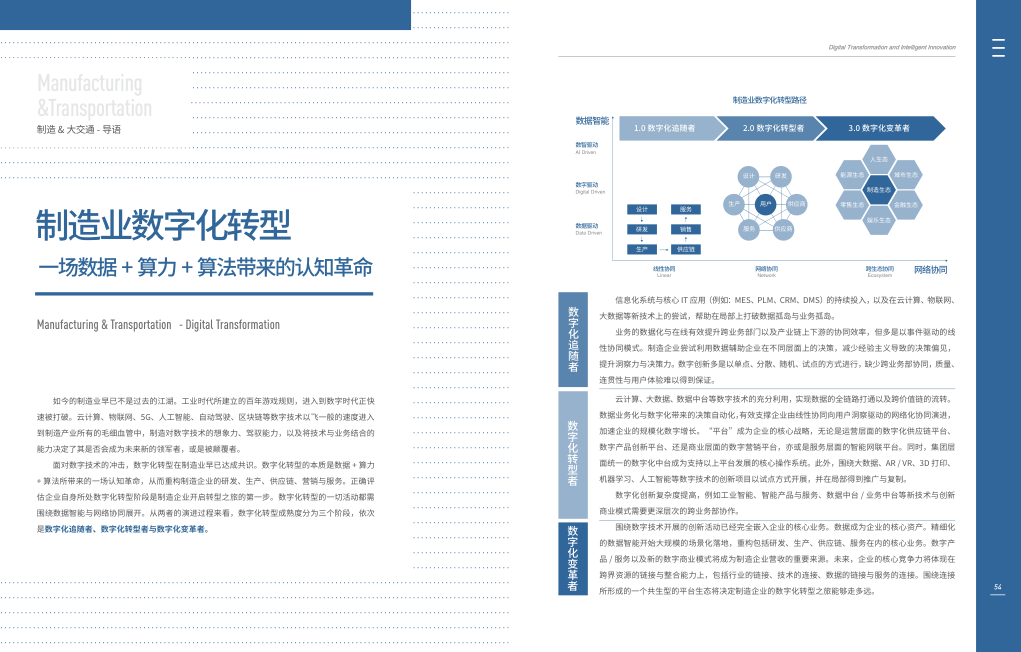 Manufacturing
&Transportation
制造 & 大交通 - 导语
制造业数字化转型
一场数据 + 算力 + 算法带来的认知革命
Manufacturing & Transportation - Digital Transformation
如今的制造业早已不是过去的江湖。工业时代所建立的百年游戏规则，进入到数字时代正快
速被打破。云计算、物联网、5G、人工智能、自动驾驶、区块链等数字技术以飞一般的速度进入
到制造产业所有的毛细血管中，制造对数字技术的想象力、驾驭能力，以及将技术与业务结合的
能力决定了其是否会成为未来新的领军者，或是被颠覆者。
面对数字技术的冲击，数字化转型在制造业早已达成共识。数字化转型的本质是数据 + 算力
+ 算法所带来的一场认知革命，从而重构制造企业的研发、生产、供应链、营销与服务。正确评
估企业自身所处数字化转型阶段是制造企业开启转型之旅的第一步。数字化转型的一切活动都需
围绕数据智能与网络协同展开。从两者的演进过程来看，数字化转型成熟度分为三个阶段，依次
是数字化追随者、数字化转型者与数字化变革者。
Digital Transformation and Intelligent Innovation
制造业数字化转型路径
数据智能
1.0 数字化追随者
2.0 数字化转型者
3.0 数字化变革者
数智驱动
AI Driven
数字驱动
Digital Driven
数据驱动
Data Driven
设计
服务
研发
销售
生产
供应链
设计
研发
生产
用户
供应商
服务
供应商
人生态
能源生态
城市生态
制造生态
零售生态
金融生态
娱乐生态
线性协同
Linear
网络协同
Network
跨生态协同
Ecosystem
网络协同
数字化追随者
信息化系统与核心 IT 应用（例如：MES、PLM、CRM、DMS）的持续投入，以及在云计算、物联网、
大数据等新技术上的尝试，帮助在局部上打破数据孤岛与业务孤岛。
业务的数据化与在线有效提升跨业务部门以及产业链上下游的协同效率，但多是以事件驱动的线
性协同模式。制造企业尝试利用数据辅助企业在不同层面上的决策，减少经验主义导致的决策偏见，
提升洞察力与决策力。数字创新多是以单点、分散、随机、试点的方式进行，缺少跨业务部协同，质量、
连贯性与用户体验难以得到保证。
数字化转型者
云计算、大数据、数据中台等数字技术的充分利用，实现数据的全链路打通以及跨价值链的流转。
数据业务化与数字化带来的决策自动化,有效支撑企业由线性协同向用户洞察驱动的网络化协同演进，
加速企业的规模化数字增长。“平台”成为企业的核心战略，无论是运营层面的数字化供应链平台、
数字产品创新平台、还是商业层面的数字营销平台，亦或是服务层面的智能网联平台。同时，集团层
面统一的数字化中台成为支持以上平台发展的核心操作系统。此外，围绕大数据、AR / VR、3D 打印、
机器学习、人工智能等数字技术的创新项目以试点方式开展，并在局部得到推广与复制。
数字化创新复杂度提高，例如工业智能、智能产品与服务、数据中台 / 业务中台等新技术与创新
商业模式需要更深层次的跨业务部协作。
数字化变革者
围绕数字技术开展的创新活动已经完全嵌入企业的核心业务。数据成为企业的核心资产。精细化
的数据智能开始大规模的场景化落地，重构包括研发、生产、供应链、服务在内的核心业务。数字产
品 / 服务以及新的数字商业模式将成为制造企业营收的重要来源。未来，企业的核心竞争力将体现在
跨界资源的链接与整合能力上，包括行业的链接、技术的连接、数据的链接与服务的连接。围绕连接
所形成的一个共生型的平台生态将决定制造企业的数字化转型之旅能够走多远。
54